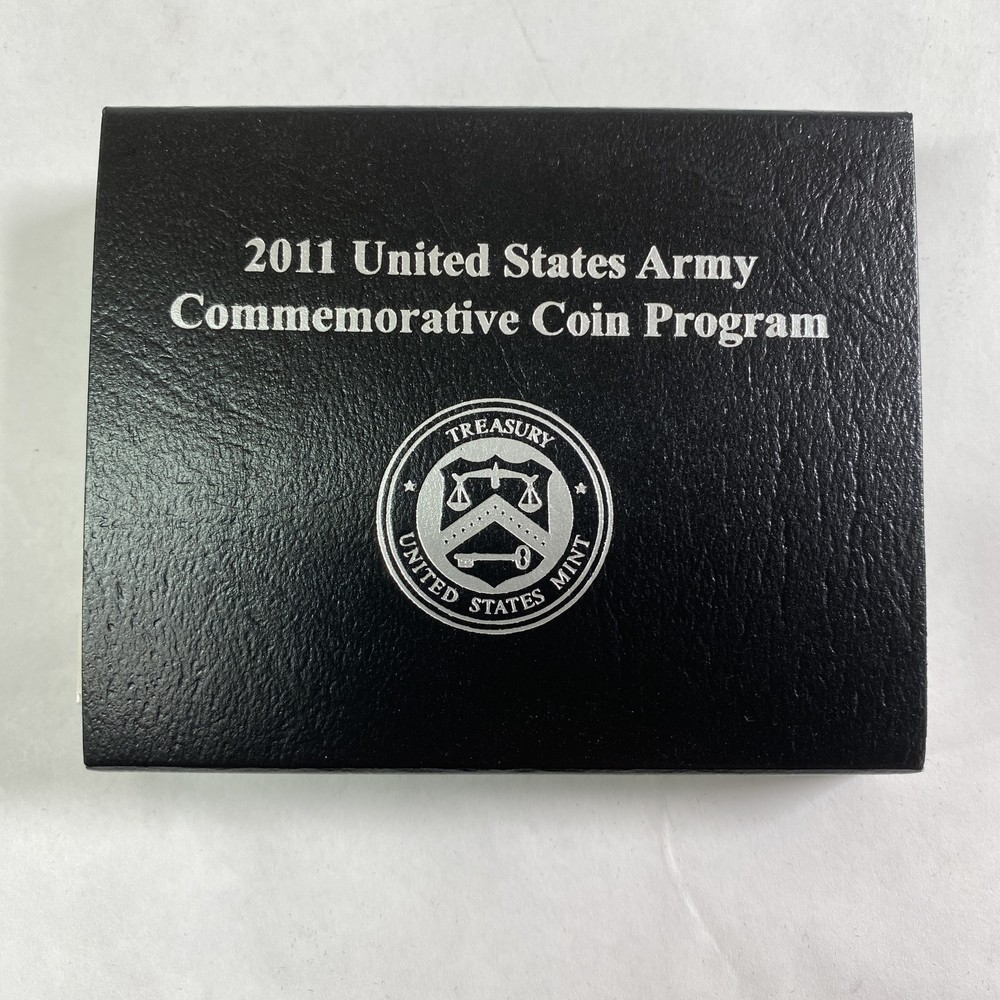 2011 United States Army
Commemorative Coin Program
TREASURY
UNITED STATES MINT